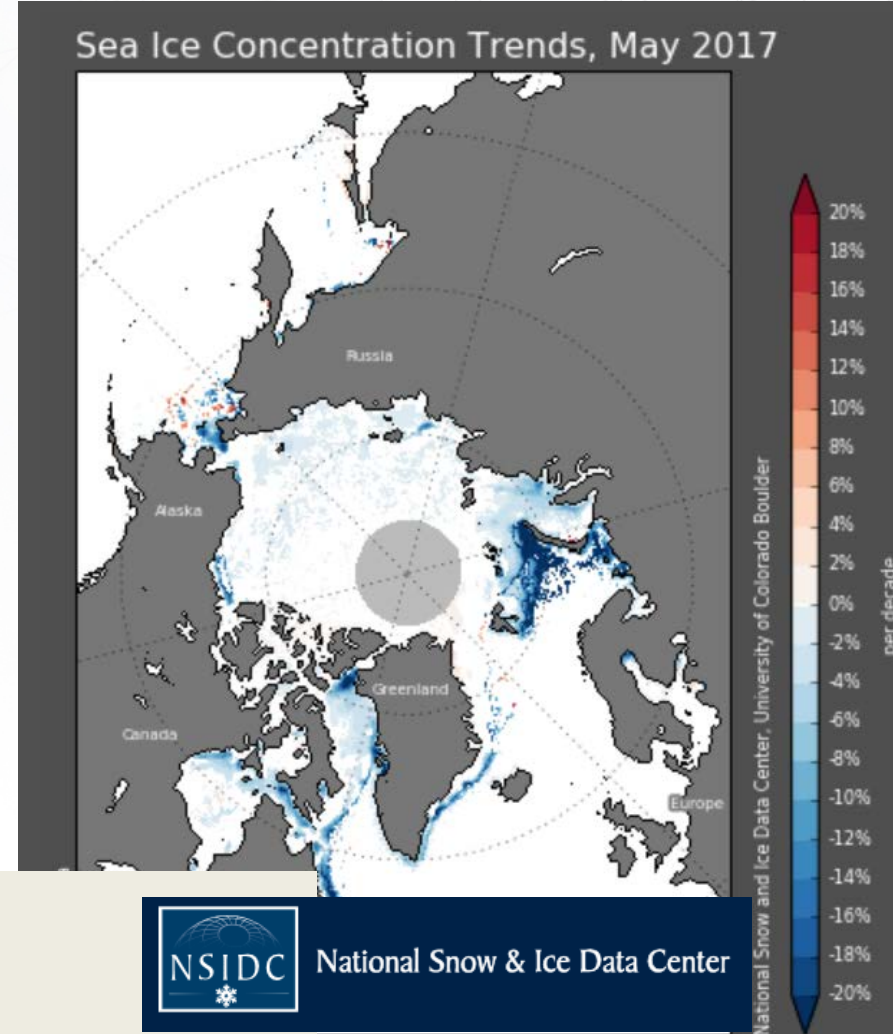 Sea Ice Concentration Trends, May 2017
Russia
Alaska
Greenland
Canada
Europe
20%
18%
16%
14%
12%
10%
8%
6%
4%
2%
0%
-2%
-4%
-6%
-8%
-10%
-12%
-14%
-16%
-18%
-20%
per decade
ational Snow and Ice Data Center, University of Colorado Boulder
NSIDC
National Snow & Ice Data Center